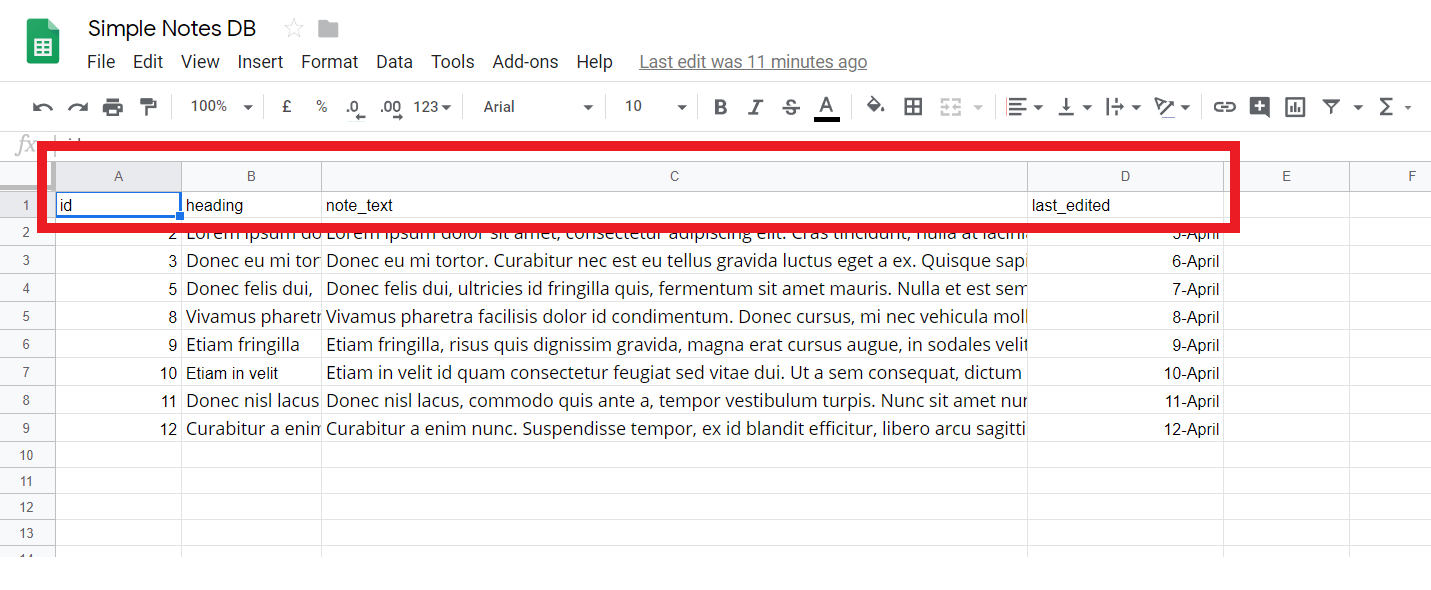 Simple Notes DB
File Edit View Insert Format Data Tools Add-ons Help Last edit was 11 minutes ago
100% £ % .0 .00 123 Arial 10 B I S A Σ
fx
A B C D E F
1 id heading note_text last_edited
2 2 Lorem ipsum do Lorem ipsum dolor sit amet, consectetur adipiscing elit. Cras tincidunt, nulla at 5-April
3 3 Donec eu mi tor Donec eu mi tortor. Curabitur nec est eu tellus gravida luctus eget a ex. Quisque sapi 6-April
4 5 Donec felis dui, Donec felis dui, ultricies id fringilla quis, fermentum sit amet mauris. Nulla et est sem 7-April
5 8 Vivamus pharetr Vivamus pharetra facilisis dolor id condimentum. Donec cursus, mi nec vehicula moll 8-April
6 9 Etiam fringilla Etiam fringilla, risus quis dignissim gravida, magna erat cursus augue, in sodales velit 9-April
7 10 Etiam in velit Etiam in velit id quam consectetur feugiat sed vitae dui. Ut a sem consequat, dictum 10-April
8 11 Donec nisl lacus Donec nisl lacus, commodo quis ante a, tempor vestibulum turpis. Nunc sit amet nur 11-April
9 12 Curabitur a enim Curabitur a enim nunc. Suspendisse tempor, ex id blandit efficitur, libero arcu sagitti 12-April
10
11
12
13